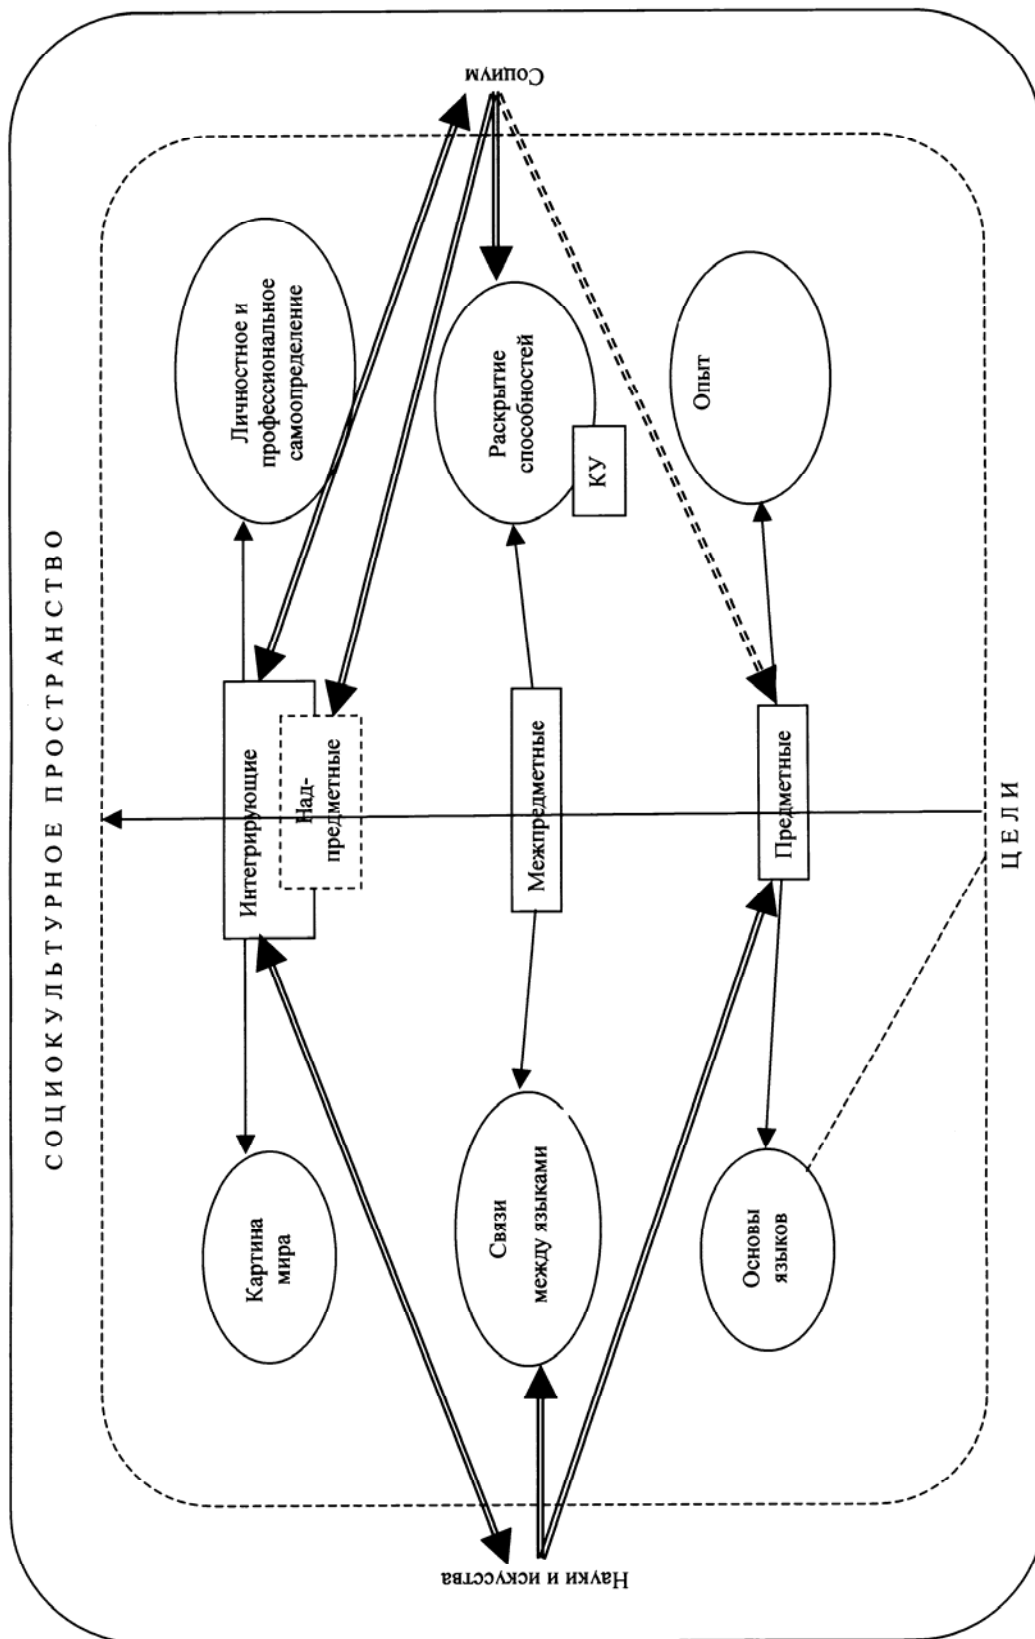 СОЦИОКУЛЬТУРНОЕ ПРОСТРАНСТВО
Науки и искусства
Социум
Картина
мира
Интегрирующие
Над-
предметные
Личностное и
профессиональное
самоопределение
Связи
между языками
Межпредметные
Раскрытие
способностей
КУ
Основы
языков
Предметные
Опыт
ЦЕЛИ